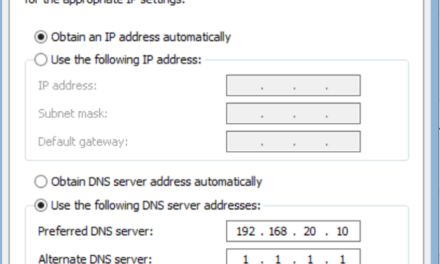 for the appropriate IP settings.
Obtain an IP address automatically
Use the following IP address:
IP address: . . .
Subnet mask: . . .
Default gateway: . . .
Obtain DNS server address automatically
Use the following DNS server addresses:
Preferred DNS server: 192 . 168 . 20 . 10
Alternate DNS server: 1 . 1 . 1 . 1